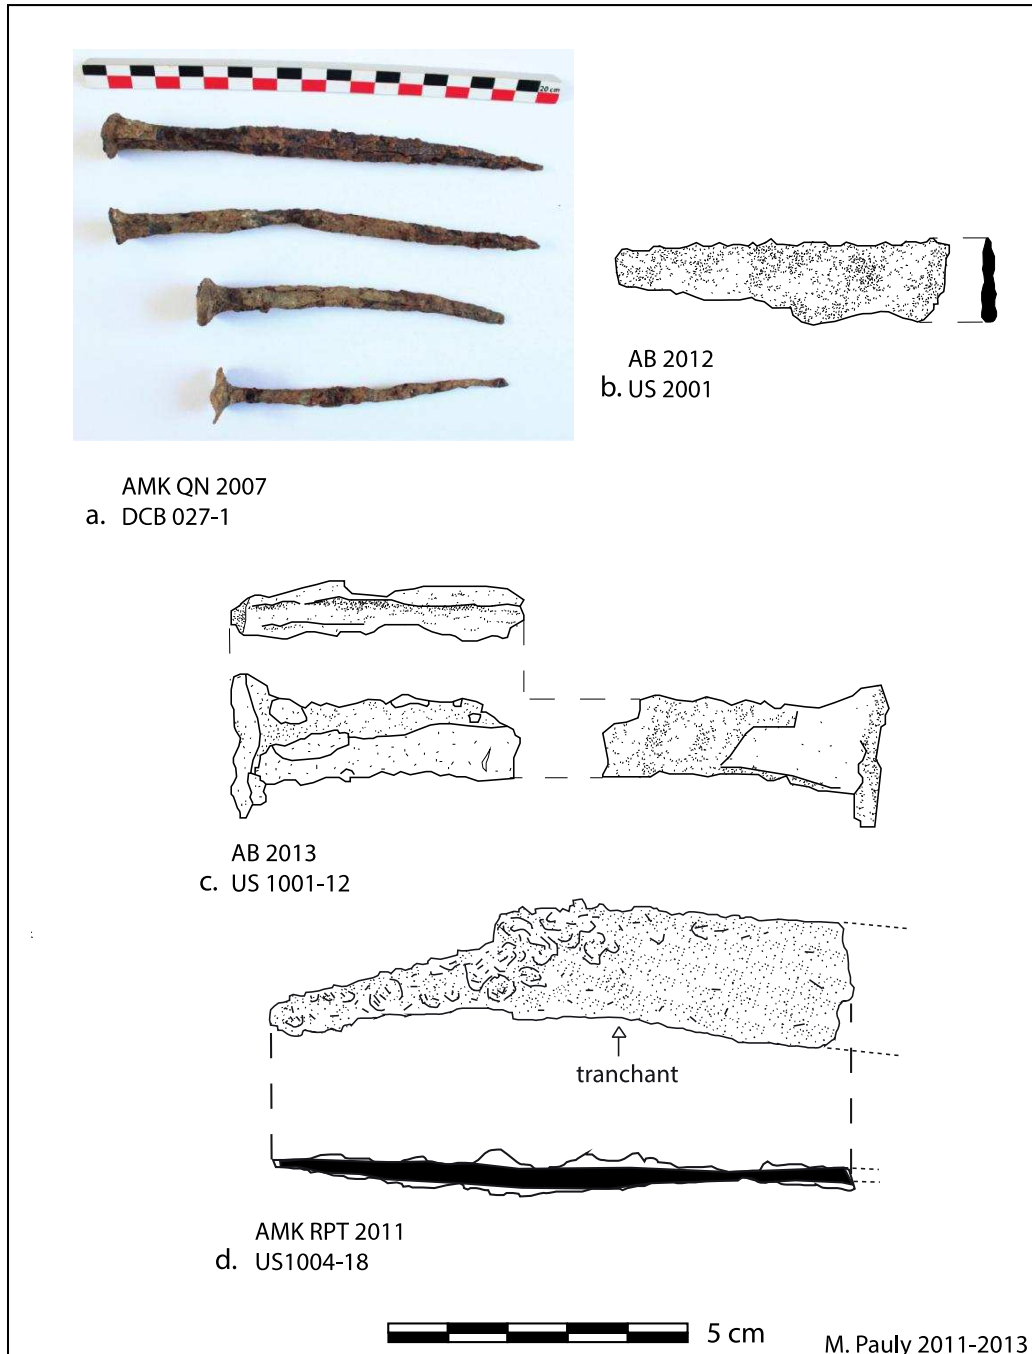 20 cm
AB 2012
b. US 2001
AMK QN 2007
a. DCB 027-1
AB 2013
c. US 1001-12
tranchant
AMK RPT 2011
d. US1004-18
5 cm
M. Pauly 2011-2013